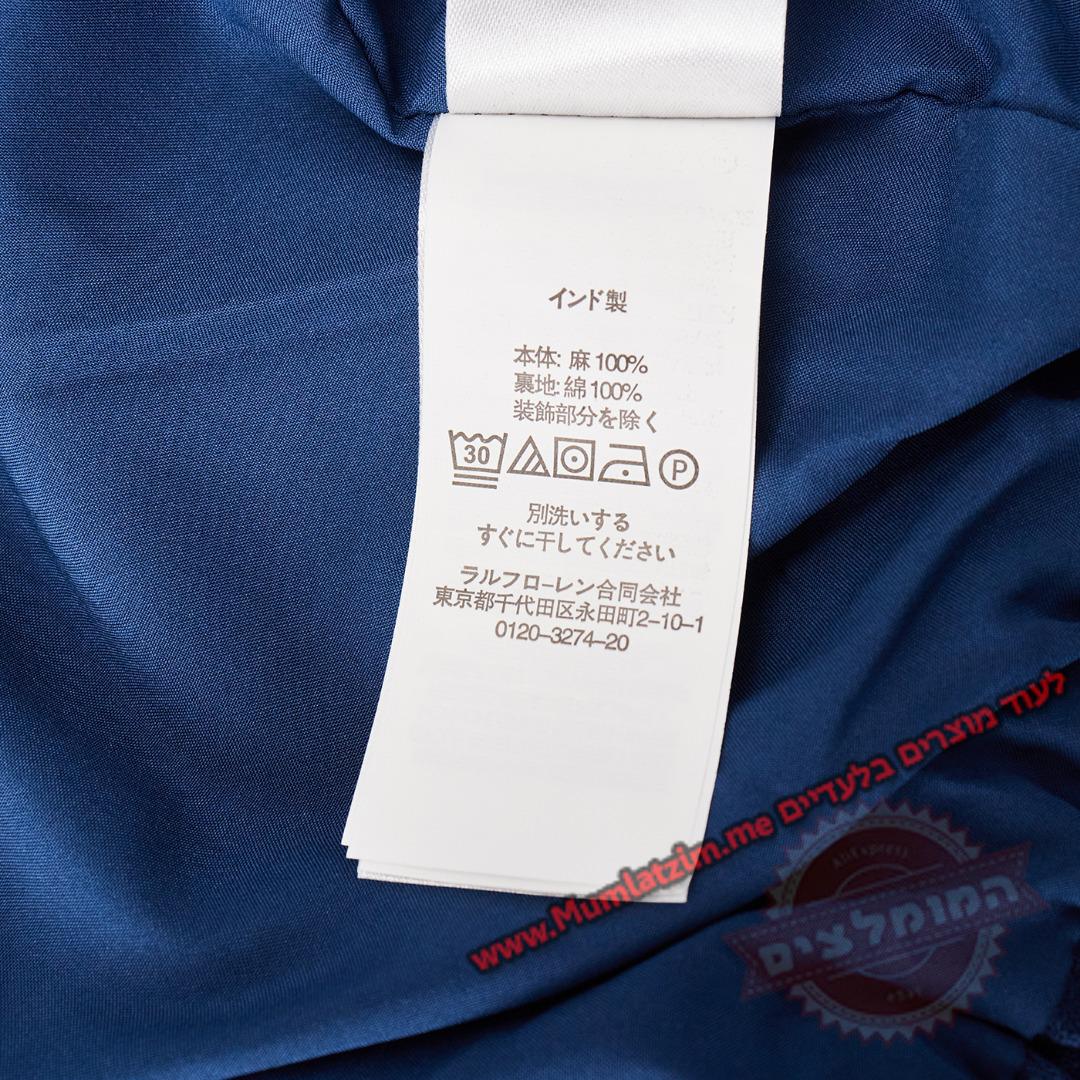 インド製
本体: 麻 100%
裏地: 綿 100%
装飾部分を除く
30
P
別洗いする
すぐに干してください
ラルフローレン合同会社
東京都千代田区永田町2-10-1
0120-3274-20
לעוד מוצרים בלעדיים www.Mumlatzim.me
AliExpress
המומלצים